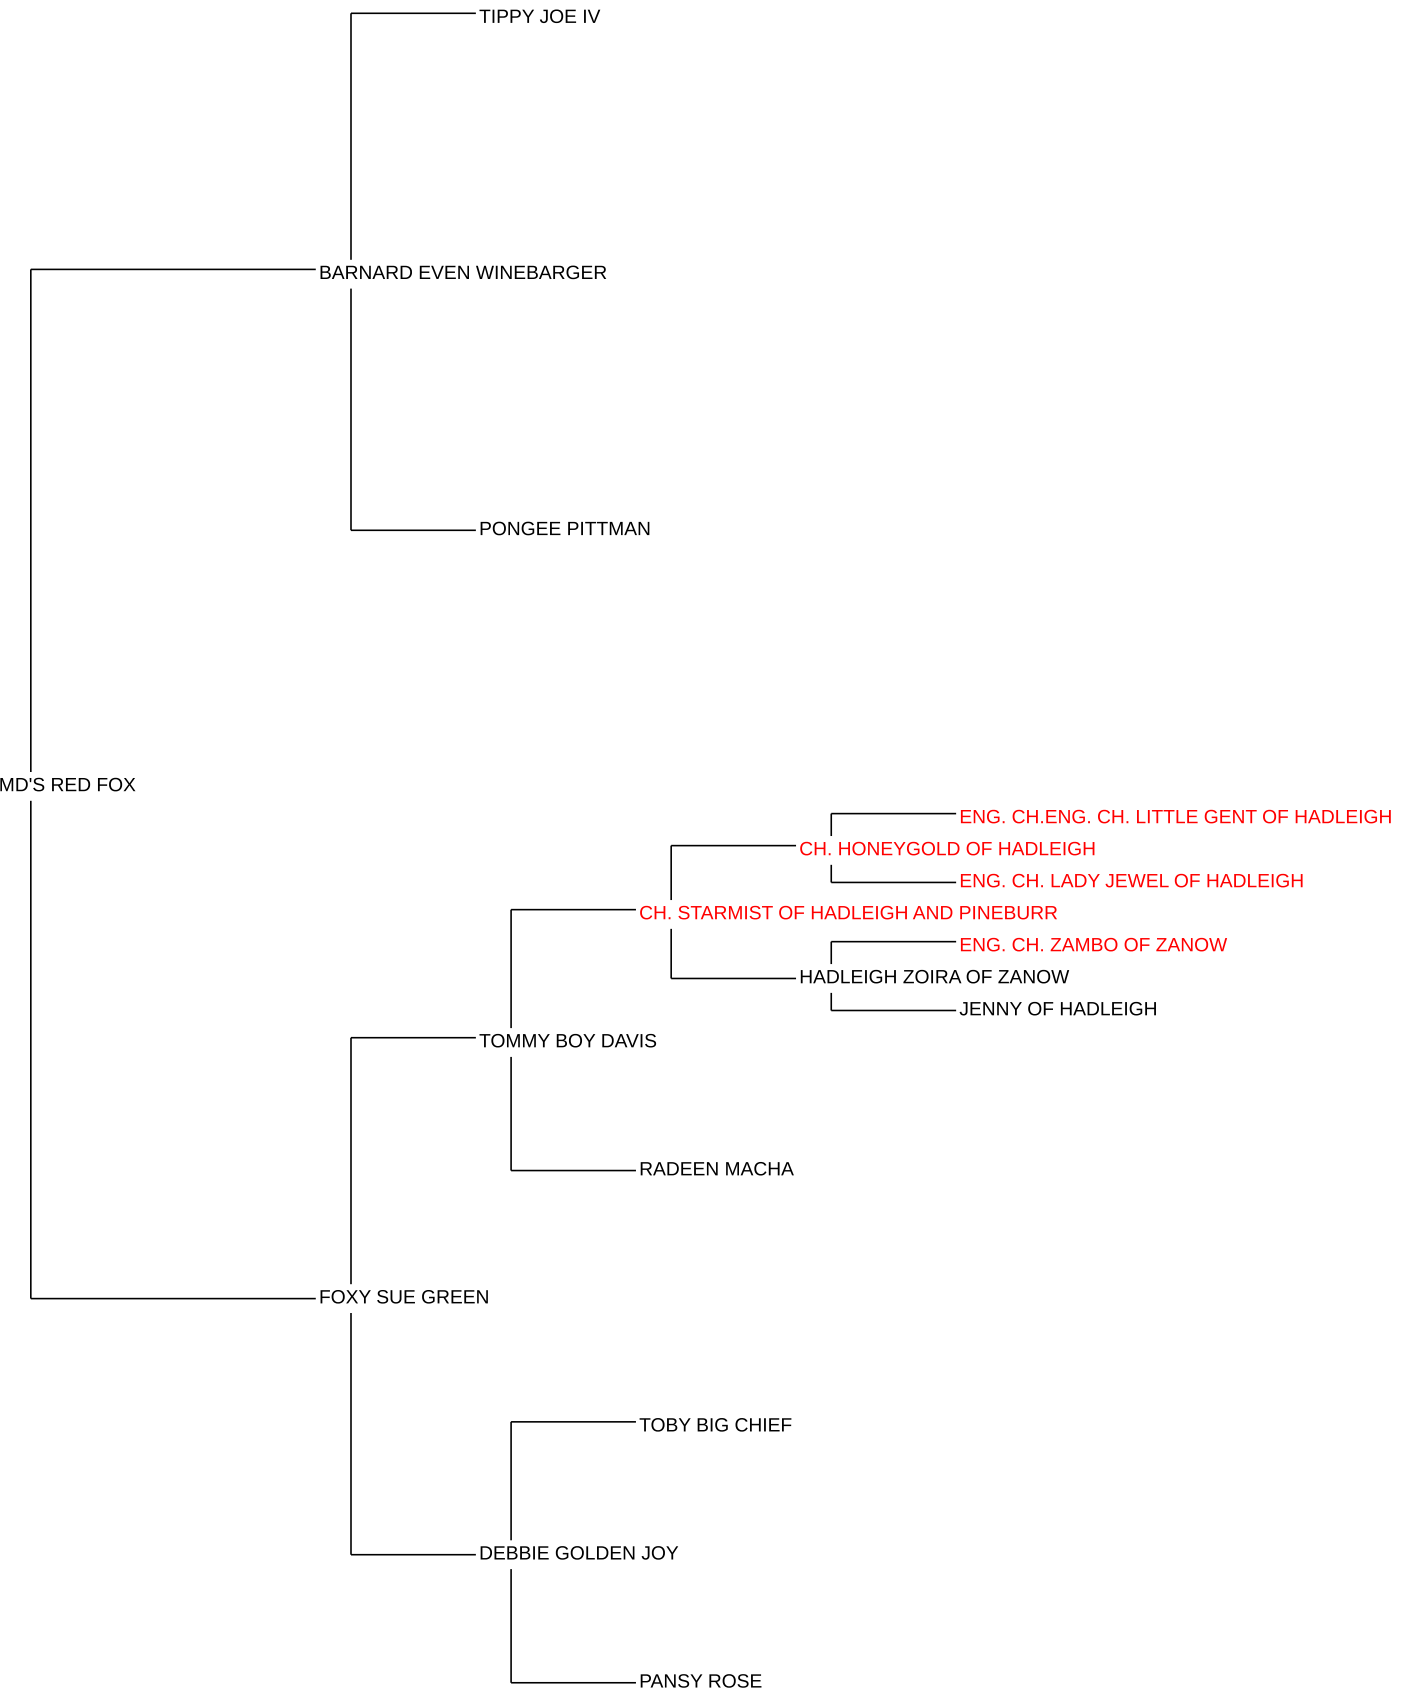 TIPPY JOE IV
BARNARD EVEN WINEBARGER
PONGEE PITTMAN
MD'S RED FOX
ENG. CH.ENG. CH. LITTLE GENT OF HADLEIGH
CH. HONEYGOLD OF HADLEIGH
ENG. CH. LADY JEWEL OF HADLEIGH
CH. STARMIST OF HADLEIGH AND PINEBURR
ENG. CH. ZAMBO OF ZANOW
HADLEIGH ZOIRA OF ZANOW
JENNY OF HADLEIGH
TOMMY BOY DAVIS
RADEEN MACHA
FOXY SUE GREEN
TOBY BIG CHIEF
DEBBIE GOLDEN JOY
PANSY ROSE